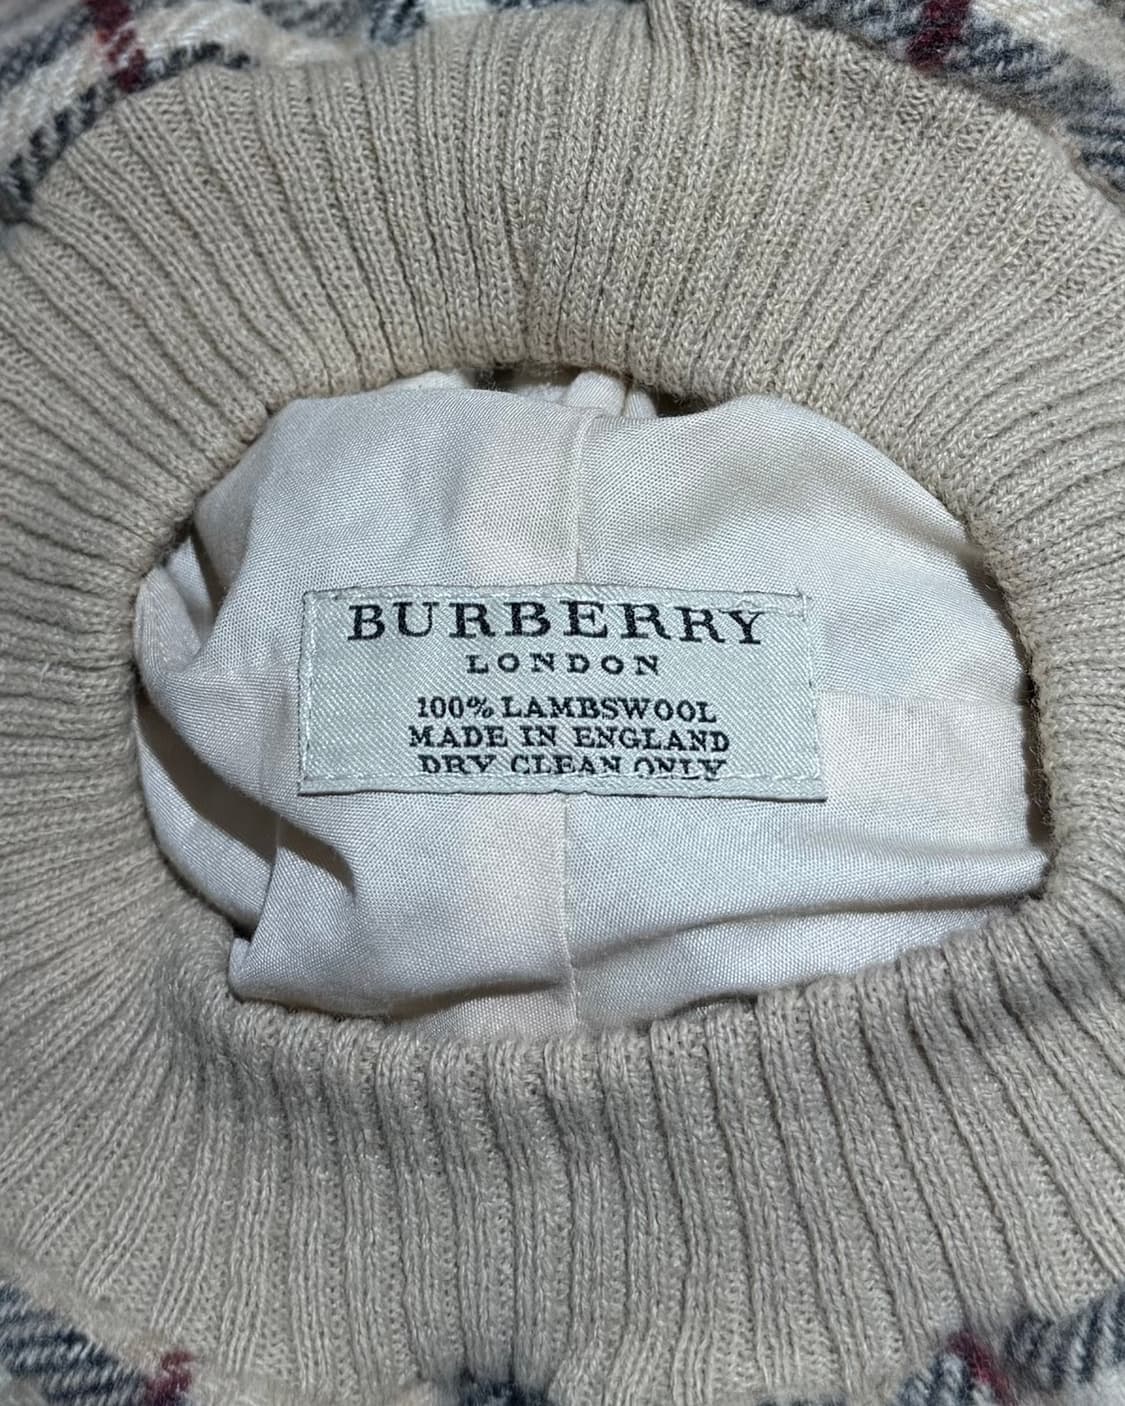 BURBERRY
LONDON
100% LAMBSWOOL
MADE IN ENGLAND
DRY CLEAN ONLY